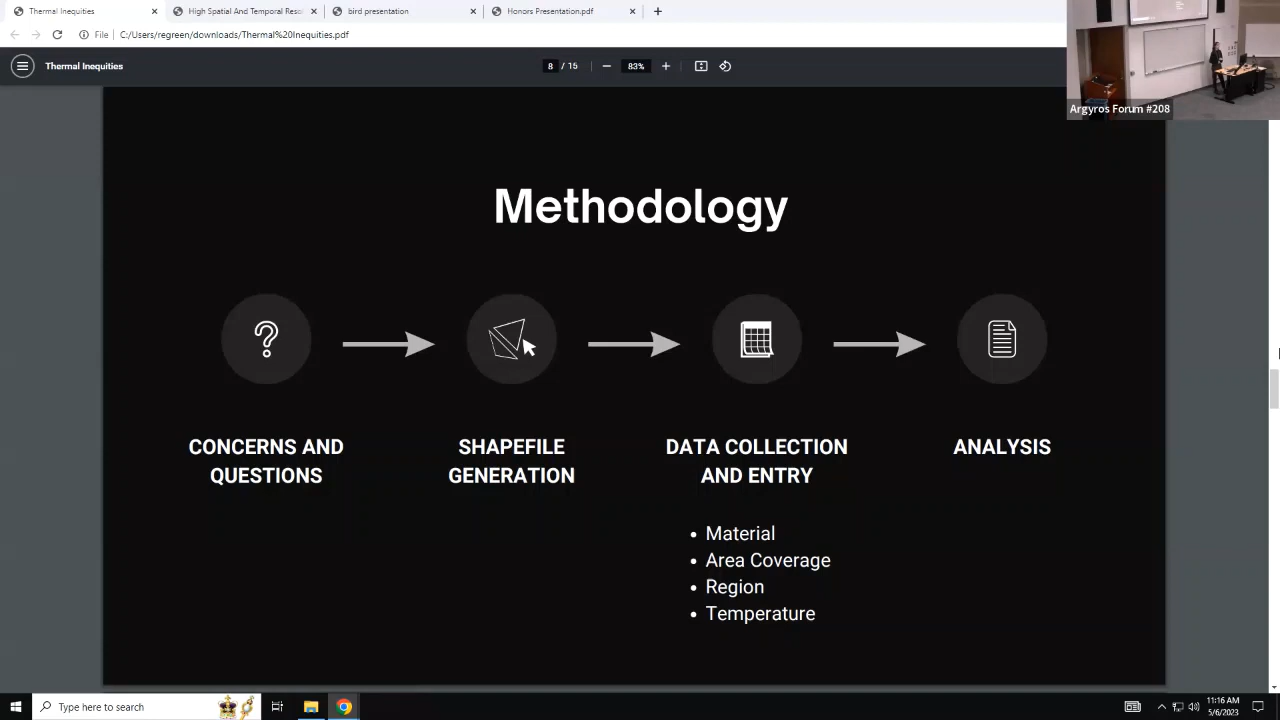 Thermal Inequities
High Spatial And Temporal Reso
bird presentation
Honors Presentation.pdf
File
C:/Users/regreen/downloads/Thermal%20Inequities.pdf
Thermal Inequities
8 / 15
83%
Argyros Forum #208
Methodology
CONCERNS AND
QUESTIONS
SHAPEFILE
GENERATION
DATA COLLECTION
AND ENTRY
ANALYSIS
• Material
• Area Coverage
• Region
• Temperature
Type here to search
11:16 AM
5/6/2023